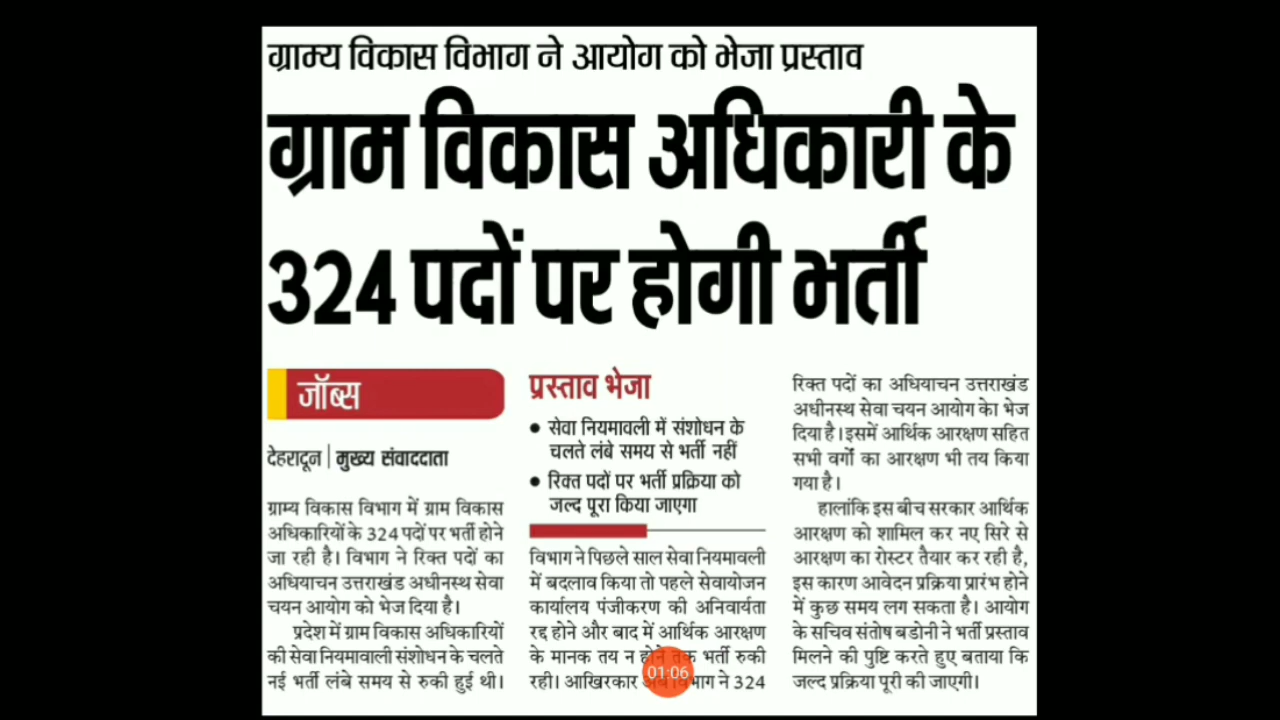 ग्राम्य विकास विभाग ने आयोग को भेजा प्रस्ताव
ग्राम विकास अधिकारी के
324 पदों पर होगी भर्ती
जॉब्स
देहरादून | मुख्य संवाददाता
ग्राम्य विकास विभाग में ग्राम विकास
अधिकारियों के 324 पदों पर भर्ती होने
जा रही है। विभाग ने रिक्त पदों का
अधियाचन उत्तराखंड अधीनस्थ सेवा
चयन आयोग को भेज दिया है।
प्रदेश में ग्राम विकास अधिकारियों
की सेवा नियमावाली संशोधन के चलते
नई भर्ती लंबे समय से रुकी हुई थी।
प्रस्ताव भेजा
● सेवा नियमावली में संशोधन के
चलते लंबे समय से भर्ती नहीं
● रिक्त पदों पर भर्ती प्रक्रिया को
जल्द पूरा किया जाएगा
विभाग ने पिछले साल सेवा नियमावली
में बदलाव किया तो पहले सेवायोजन
कार्यालय पंजीकरण की अनिवार्यता
रद्द होने और बाद में आर्थिक आरक्षण
के मानक तय न होने तक भर्ती रुकी
रही। आखिरकार अब विभाग ने 324
01:06
रिक्त पदों का अधियाचन उत्तराखंड
अधीनस्थ सेवा चयन आयोग केा भेज
दिया है। इसमें आर्थिक आरक्षण सहित
सभी वर्गों का आरक्षण भी तय किया
गया है।
हालांकि इस बीच सरकार आर्थिक
आरक्षण को शामिल कर नए सिरे से
आरक्षण का रोस्टर तैयार कर रही है,
इस कारण आवेदन प्रक्रिया प्रारंभ होने
में कुछ समय लग सकता है। आयोग
के सचिव संतोष बडोनी ने भर्ती प्रस्ताव
मिलने की पुष्टि करते हुए बताया कि
जल्द प्रक्रिया पूरी की जाएगी।